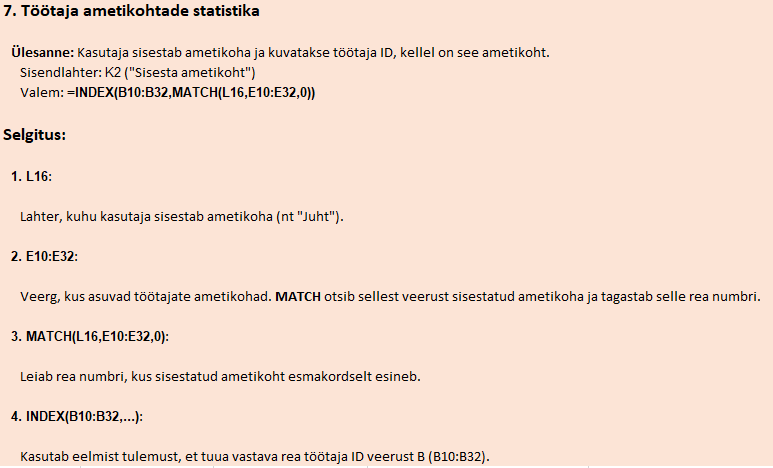 7. Töötaja ametikohtade statistika
Ülesanne: Kasutaja sisestab ametikoha ja kuvatakse töötaja ID, kellel on see ametikoht.
Sisendlahter: K2 ("Sisesta ametikoht")
Valem: =INDEX(B10:B32,MATCH(L16,E10:E32,0))
Selgitus:
1. L16:
Lahter, kuhu kasutaja sisestab ametikoha (nt "Juht").
2. E10:E32:
Veerg, kus asuvad töötajate ametikohad. MATCH otsib sellest veerust sisestatud ametikoha ja tagastab selle rea numbri.
3. MATCH(L16,E10:E32,0):
Leiab rea numbri, kus sisestatud ametikoht esmakordselt esineb.
4. INDEX(B10:B32,...):
Kasutab eelmist tulemust, et tuua vastava rea töötaja ID veerust B (B10:B32).